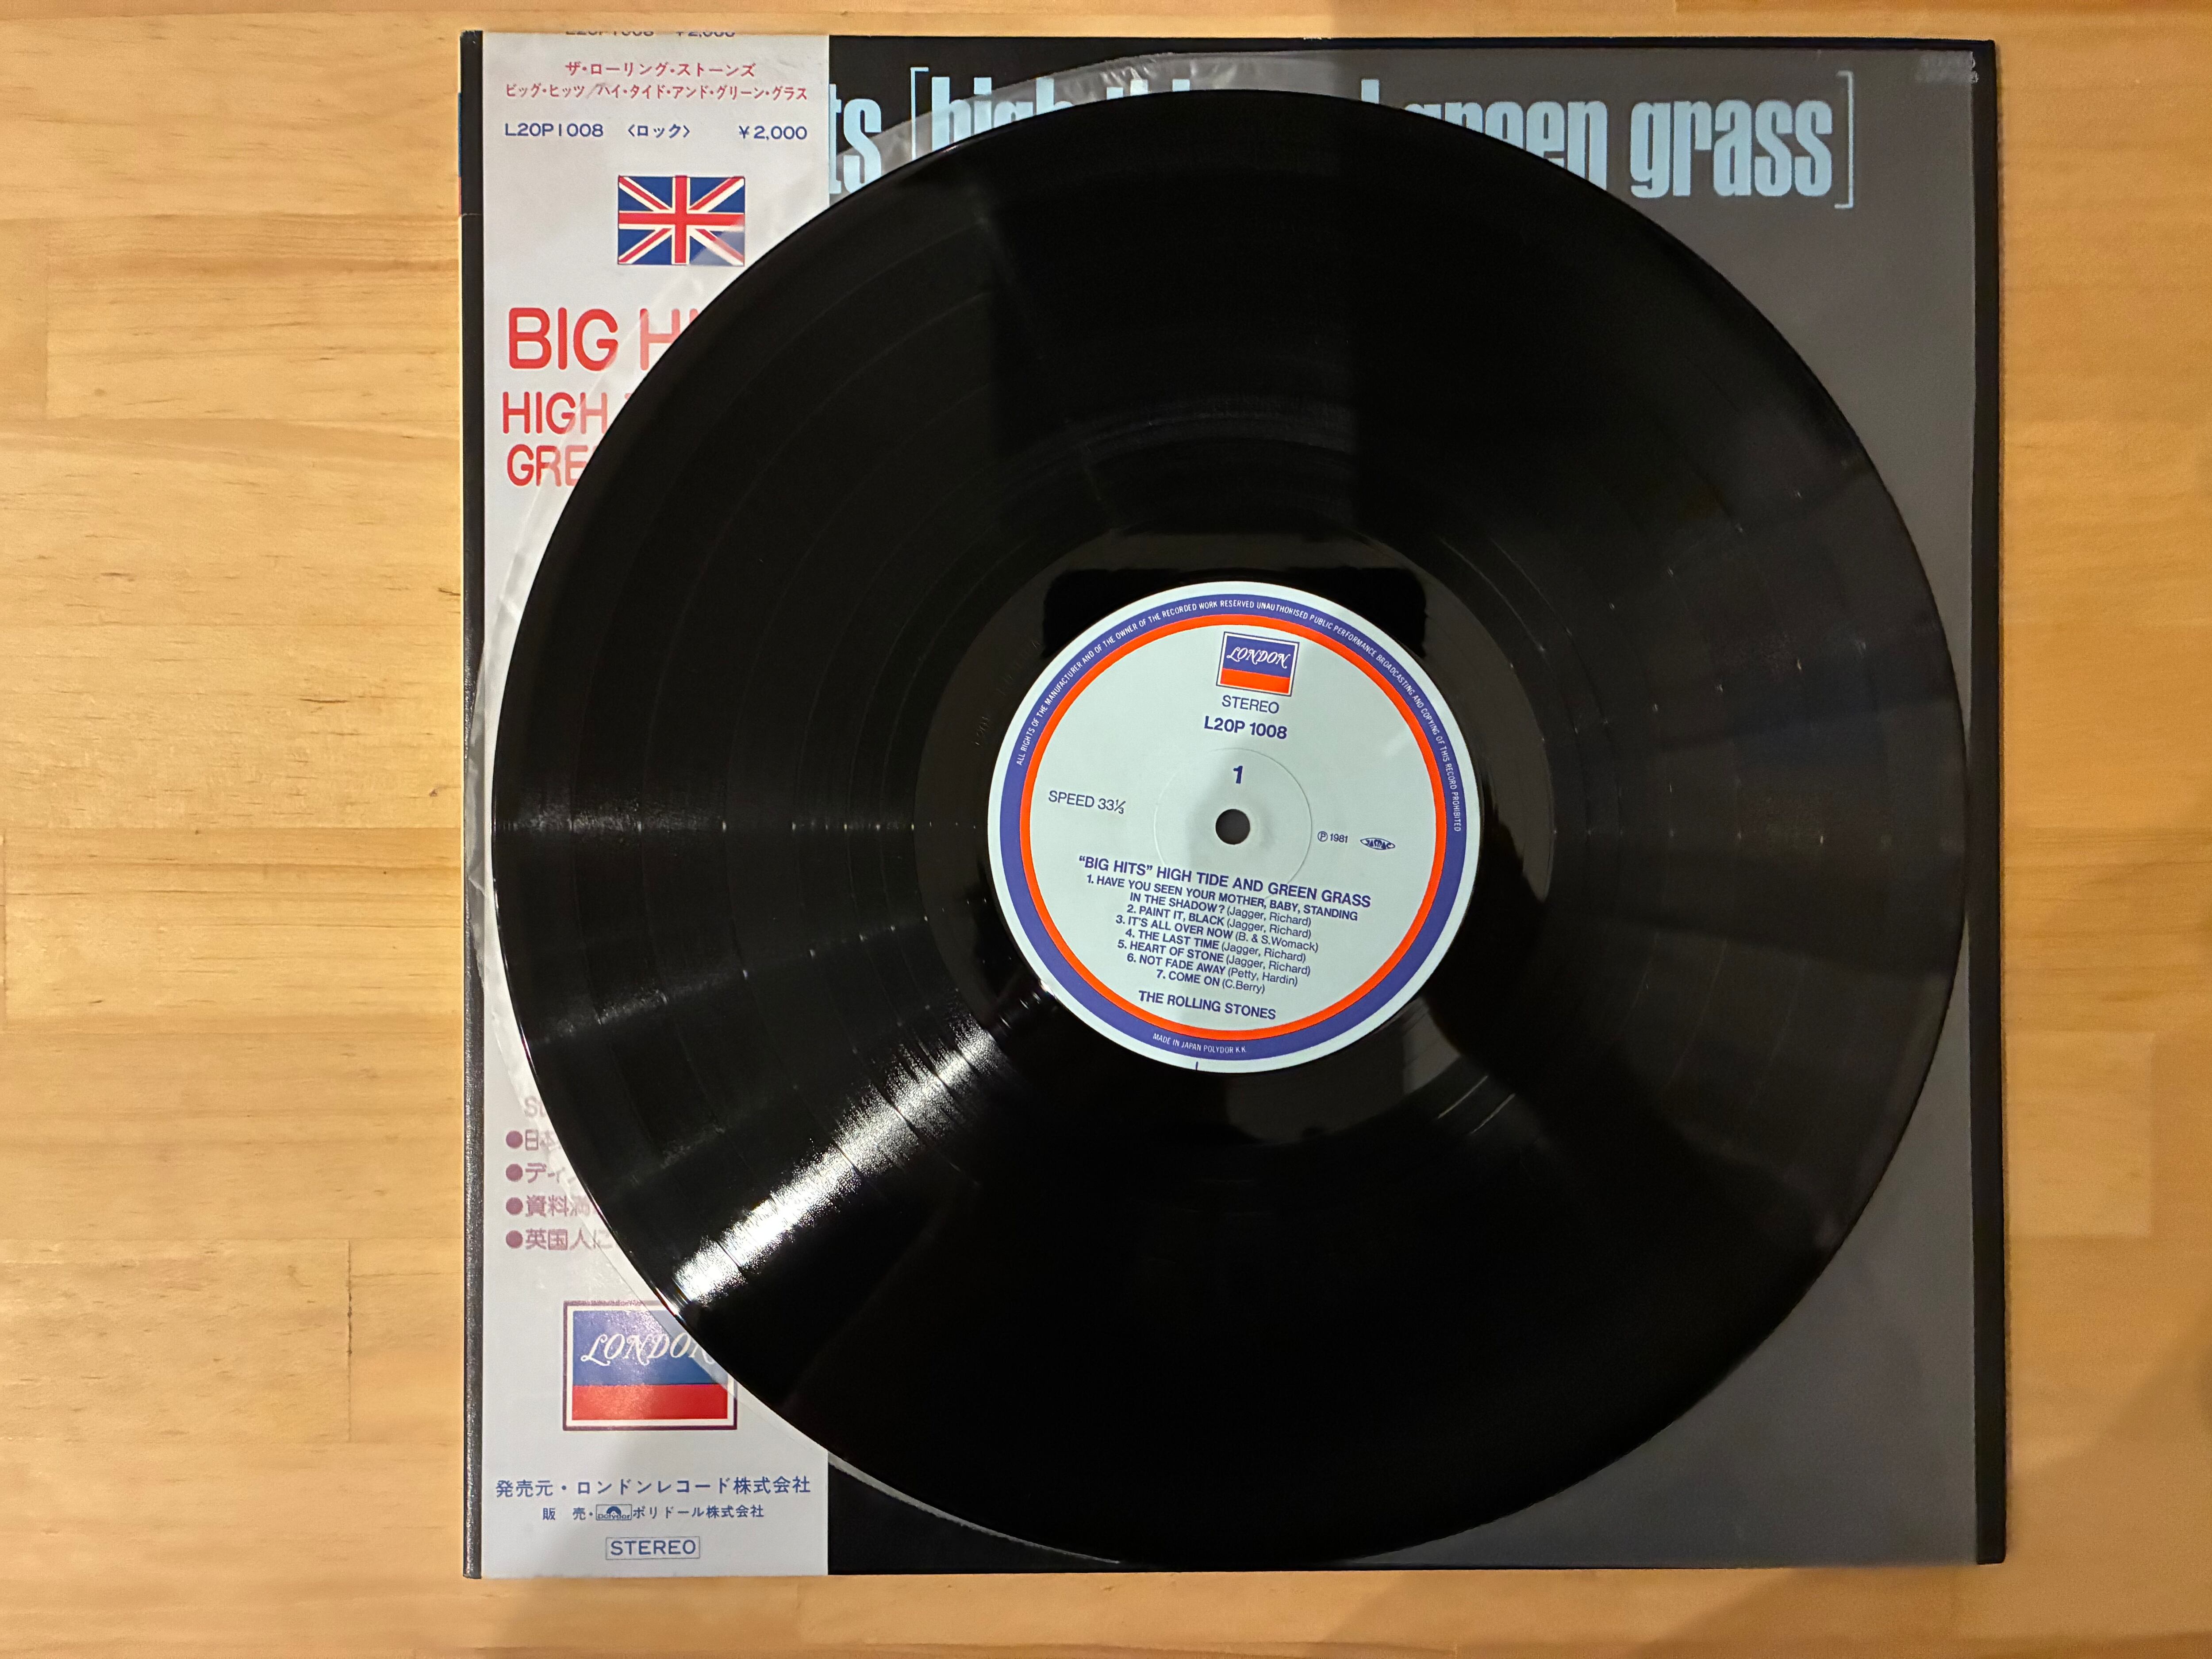 L20P1008 ¥2,000
ザ・ローリング・ストーンズ
ビッグ・ヒッツ/ハイ・タイド・アンド・グリーン・グラス
L20P1008 〈ロック〉 ¥2,000
BIG
HIGH
LONDON
発売元・ロンドンレコード株式会社
販 売・polydor ポリドール株式会社
STEREO
[high green grass]
ALL RIGHTS OF THE MANUFACTURER AND OF THE OWNER OF THE RECORDED WORK RESERVED UNAUTHORISED PUBLIC PERFORMANCE BROADCASTING AND COPYING OF THIS RECORD PROHIBITED
LONDON
STEREO
L20P 1008
1
SPEED 33⅓
Ⓟ1981 JASRAC
“BIG HITS” HIGH TIDE AND GREEN GRASS
1. HAVE YOU SEEN YOUR MOTHER, BABY, STANDING
IN THE SHADOW? (Jagger, Richard)
2. PAINT IT, BLACK (Jagger, Richard)
3. IT'S ALL OVER NOW (B. & S.Womack)
4. THE LAST TIME (Jagger, Richard)
5. HEART OF STONE (Jagger, Richard)
6. NOT FADE AWAY (Petty, Hardin)
7. COME ON (C.Berry)
THE ROLLING STONES
MADE IN JAPAN POLYDOR K.K.